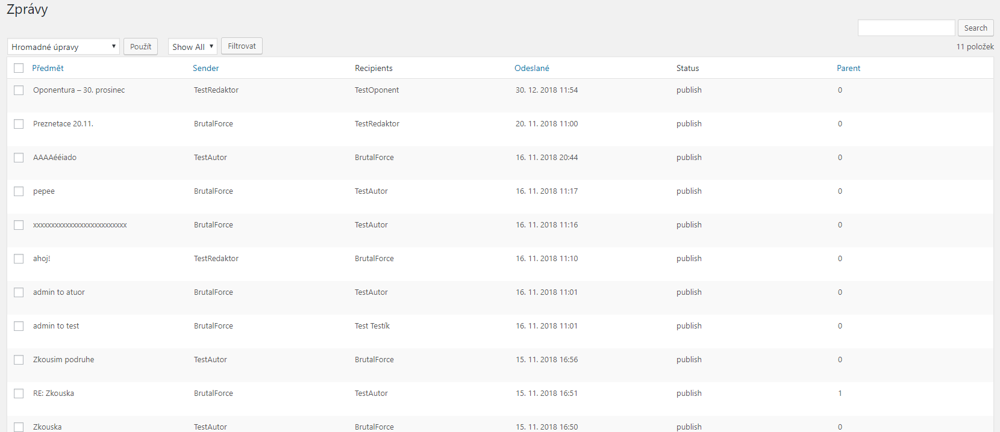 Zprávy
Search
Hromadné úpravy Použít Show All Filtrovat 11 položek
Předmět Sender Recipients Odeslané Status Parent
Oponentura – 30. prosinec TestRedaktor TestOponent 30. 12. 2018 11:54 publish 0
Preznetace 20.11. BrutalForce TestRedaktor 20. 11. 2018 11:00 publish 0
AAAAééiado TestAutor BrutalForce 16. 11. 2018 20:44 publish 0
pepee BrutalForce TestAutor 16. 11. 2018 11:17 publish 0
xxxxxxxxxxxxxxxxxxxxxxxxxx BrutalForce TestAutor 16. 11. 2018 11:16 publish 0
ahoj! TestRedaktor BrutalForce 16. 11. 2018 11:10 publish 0
admin to atuor BrutalForce TestAutor 16. 11. 2018 11:01 publish 0
admin to test BrutalForce Test Testík 16. 11. 2018 11:01 publish 0
Zkousim podruhe TestAutor BrutalForce 15. 11. 2018 16:56 publish 0
RE: Zkouska BrutalForce TestAutor 15. 11. 2018 16:51 publish 1
Zkouska TestAutor BrutalForce 15. 11. 2018 16:50 publish 0